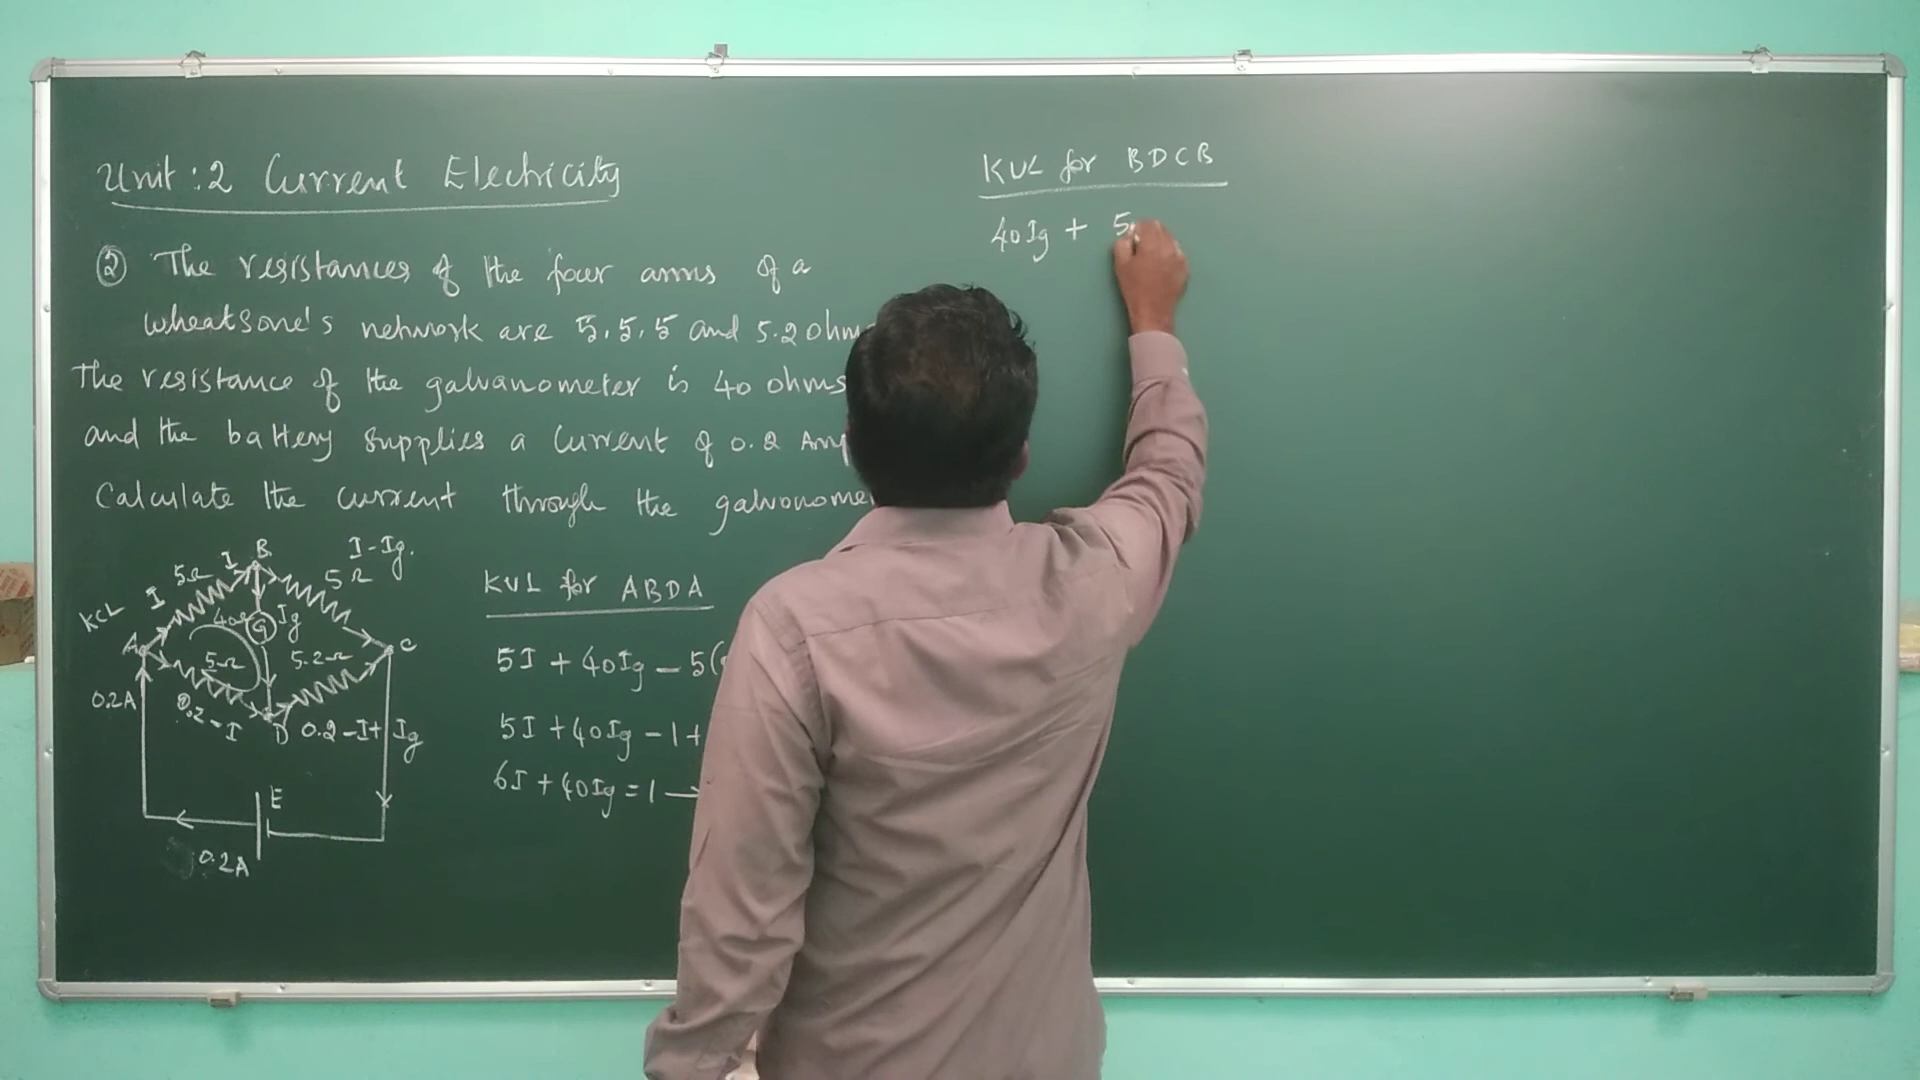 Unit : 2 Current Electricity
② The resistances of the four arms of a
wheatsone's network are 5, 5, 5 and 5.2 ohm
The resistance of the galvanometer is 40 ohms
and the battery supplies a current of 0.2 Amp
Calculate the current through the galvonome
B
I
I-Ig.
5Ω
5Ω
KCL
I
40Ω
G
Ig
A
5Ω
5.2Ω
C
0.2A
0.2-I
D
0.2-I+Ig
E
0.2A
KVL for ABDA
5I + 40Ig - 5(
5I + 40Ig - 1 +
6I + 40Ig = 1 →
KVL for BDCB
40Ig + 5.